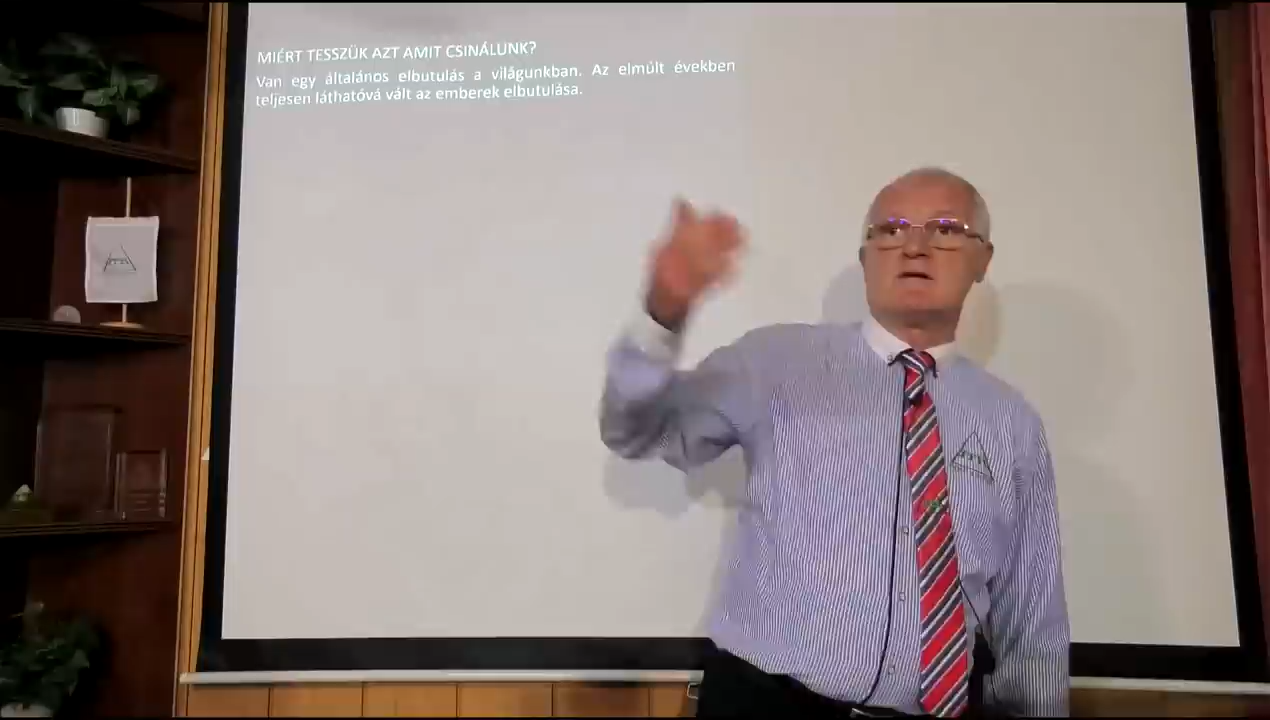 MIÉRT TESSZÜK AZT AMIT CSINÁLUNK?
Van egy általános elbutulás a világunkban. Az elmúlt években
teljesen láthatóvá vált az emberek elbutulása.